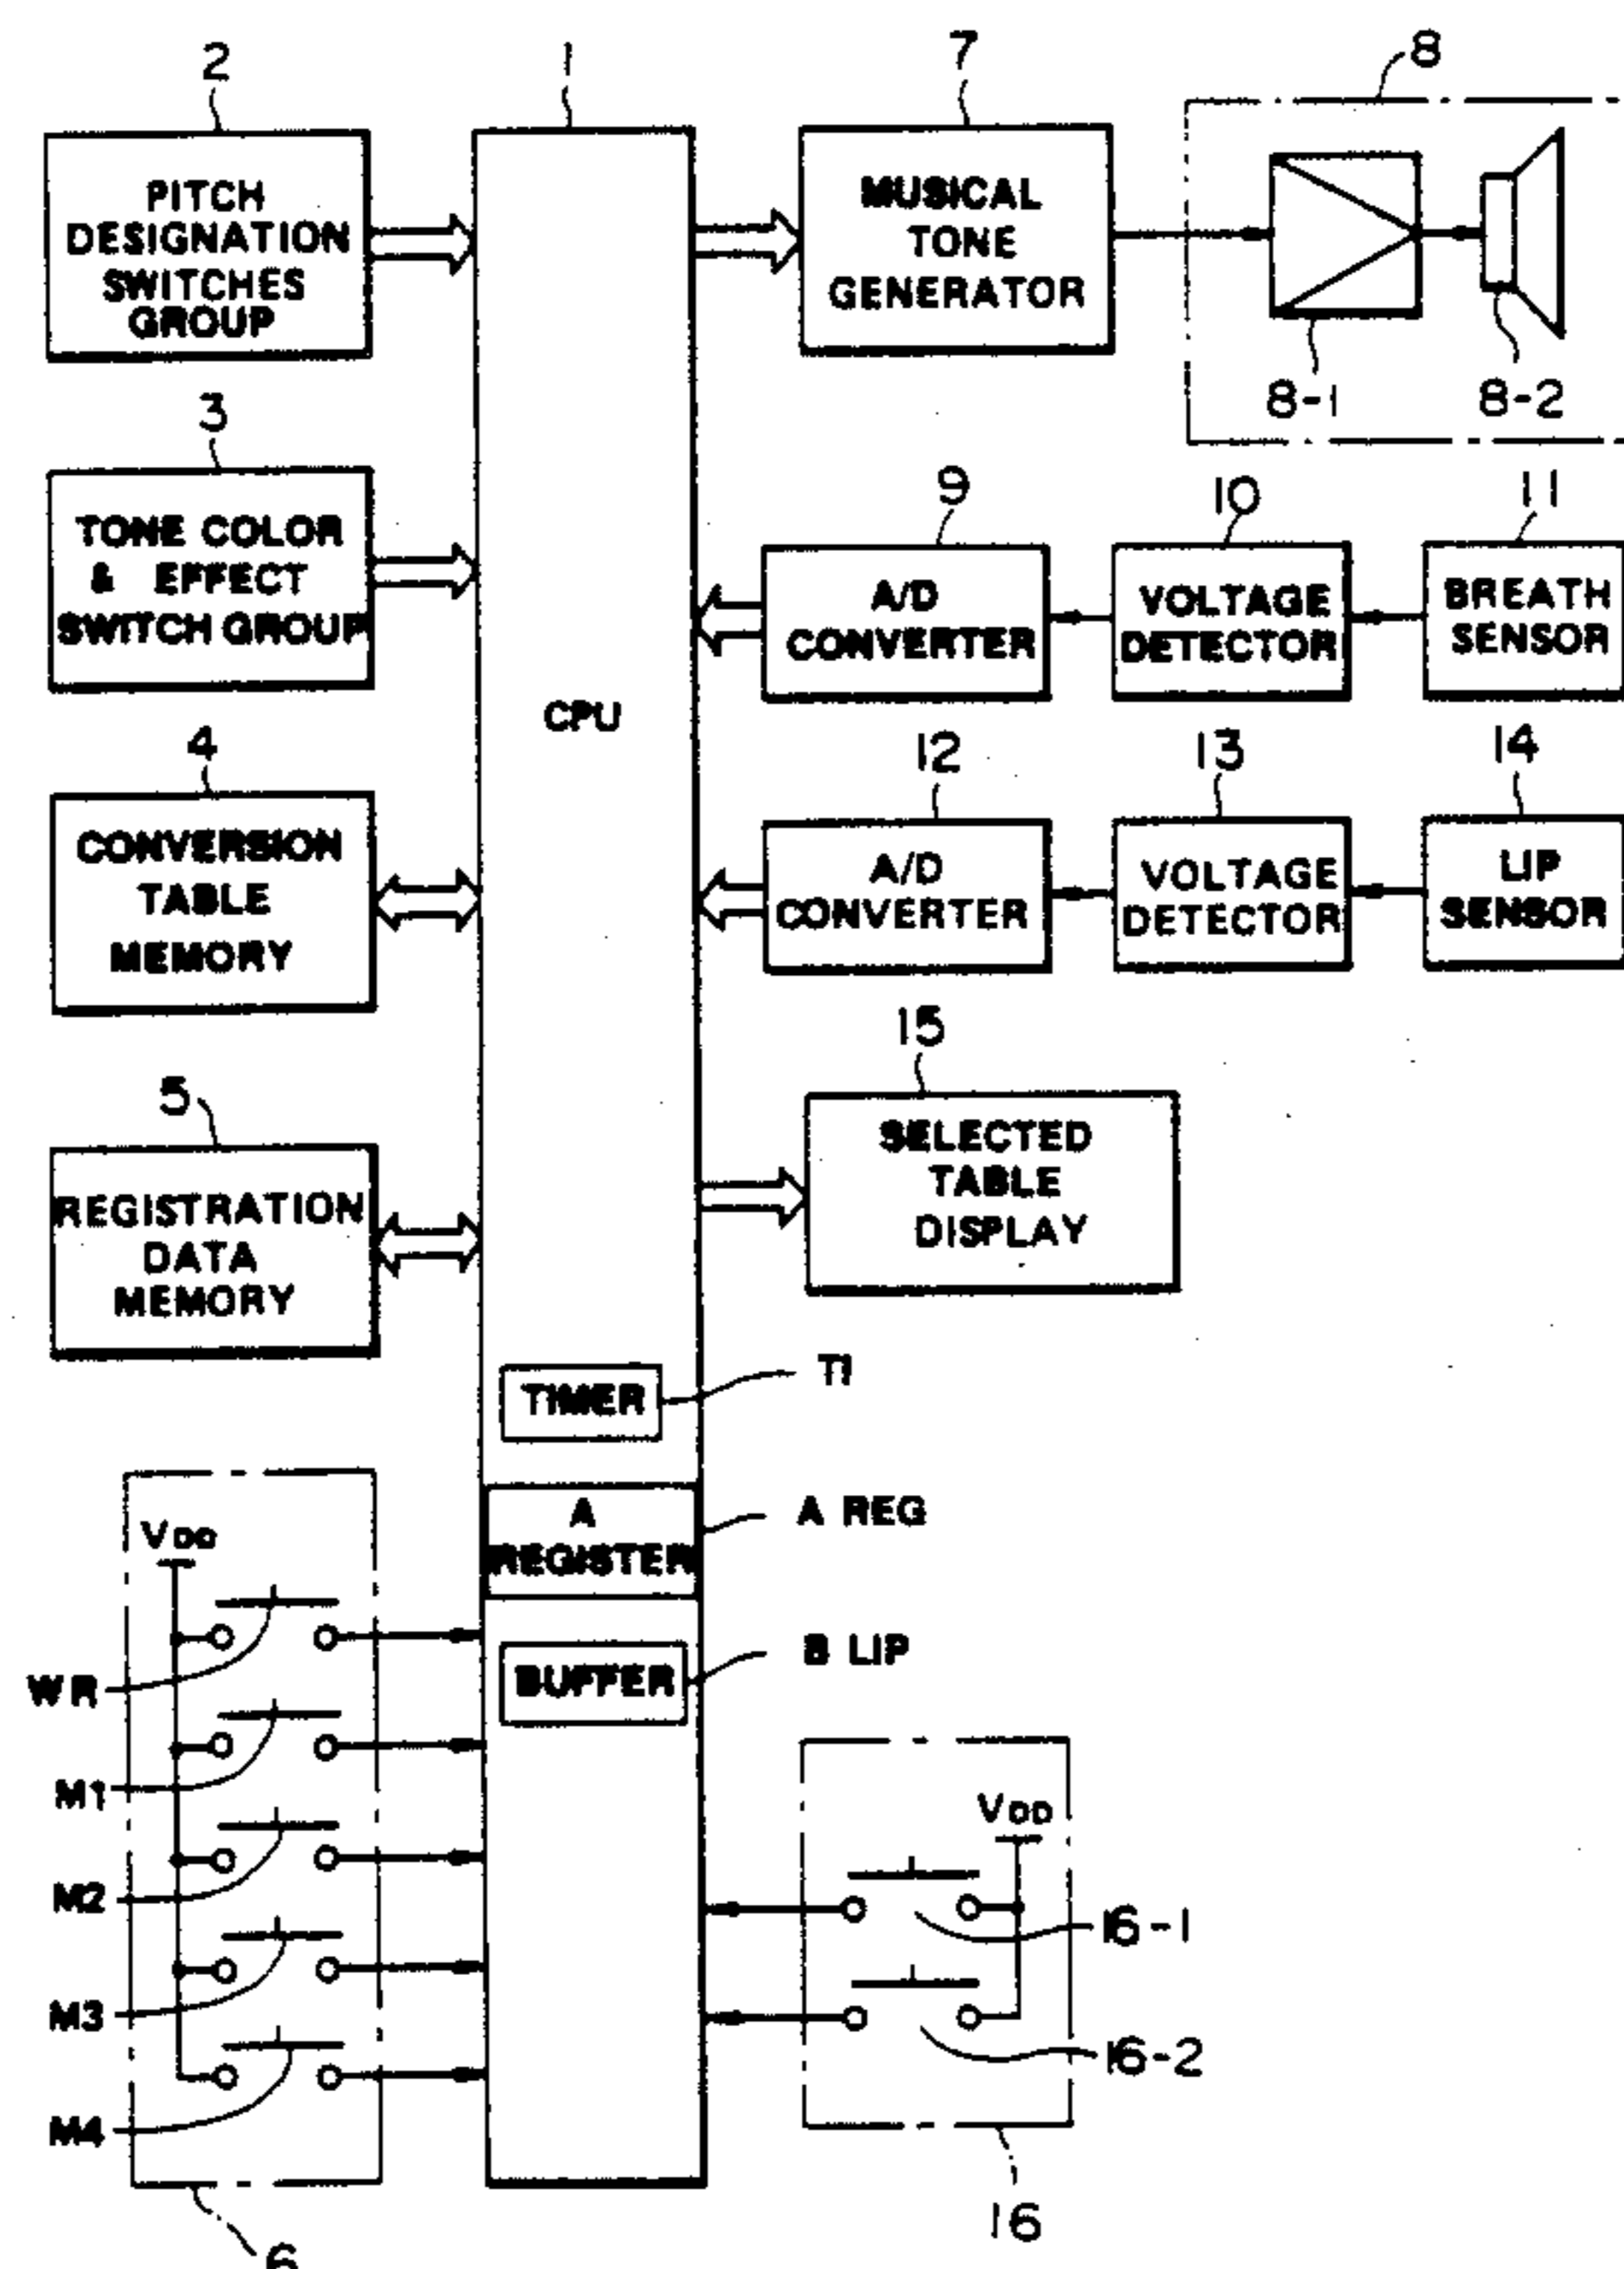 2
1
7
8
PITCH
DESIGNATION
SWITCHES
GROUP
MUSICAL
TONE
GENERATOR
8-1
8-2
3
TONE COLOR
& EFFECT
SWITCH GROUP
CPU
9
10
11
A/D
CONVERTER
VOLTAGE
DETECTOR
BREATH
SENSOR
4
CONVERSION
TABLE
MEMORY
12
13
14
A/D
CONVERTER
VOLTAGE
DETECTOR
LIP
SENSOR
5
REGISTRATION
DATA
MEMORY
15
SELECTED
TABLE
DISPLAY
TIMER
TI
A
REGISTER
A REG
BUFFER
B LIP
VDD
WR
M1
M2
M3
M4
6
VDD
16-1
16-2
16